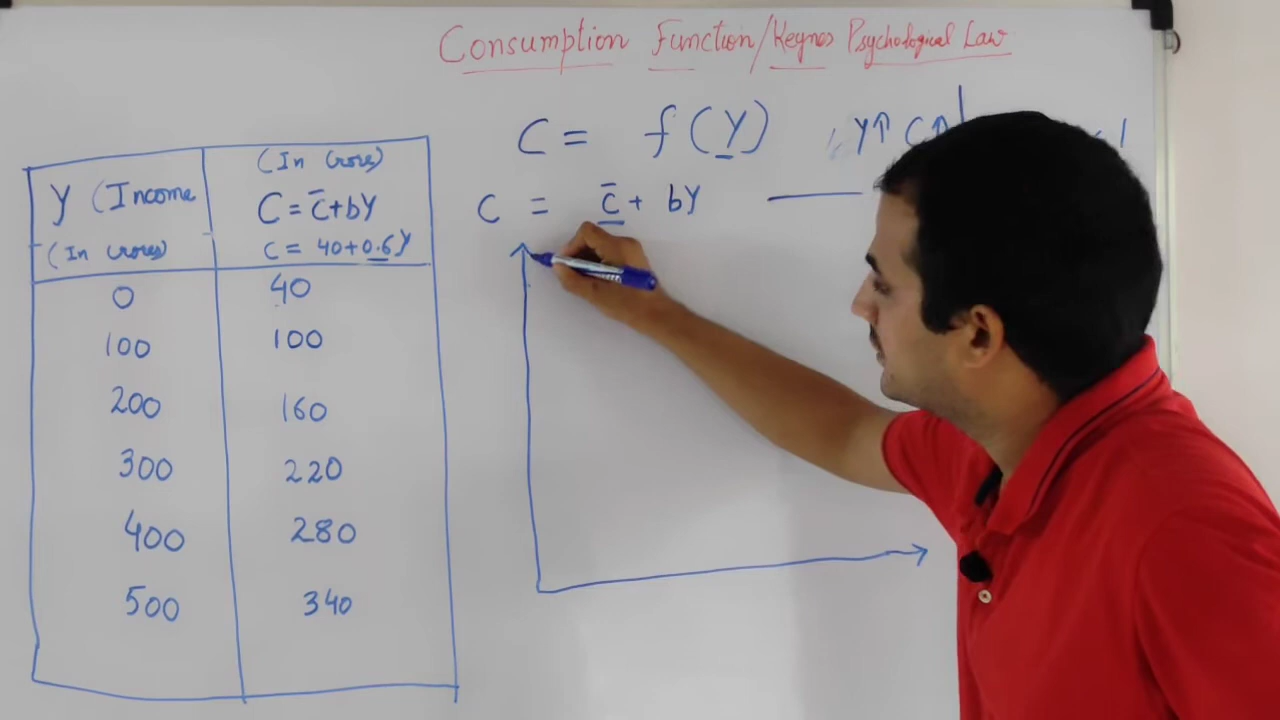 Consumption Function/Keynes Psychological Law
C = f(Y) , Y↑ C↑
C = c̄ + bY
Y (Income
(In crores)
(In Crore)
C = c̄+bY
C = 40+0.6Y
0 40
100 100
200 160
300 220
400 280
500 340